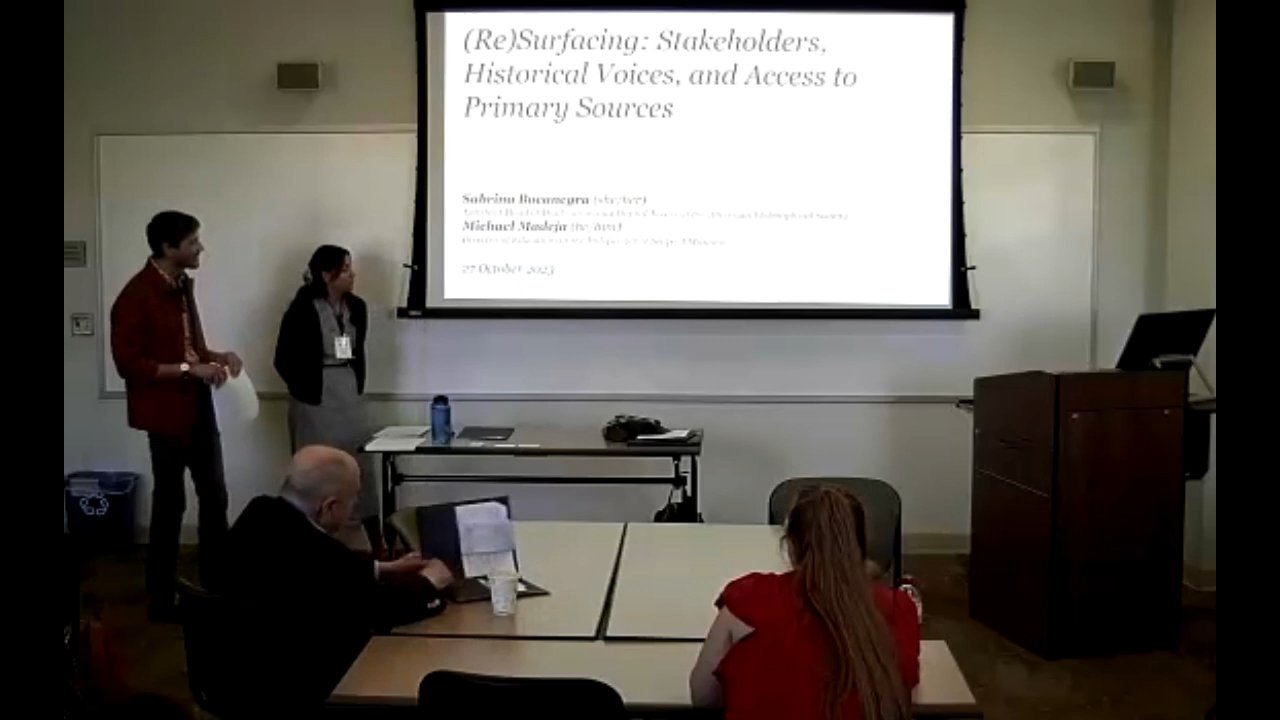 (Re)Surfacing: Stakeholders,
Historical Voices, and Access to
Primary Sources
Sabrina Bocanegra (she/her)
Michael Madeja (he/him)
27 October 2023